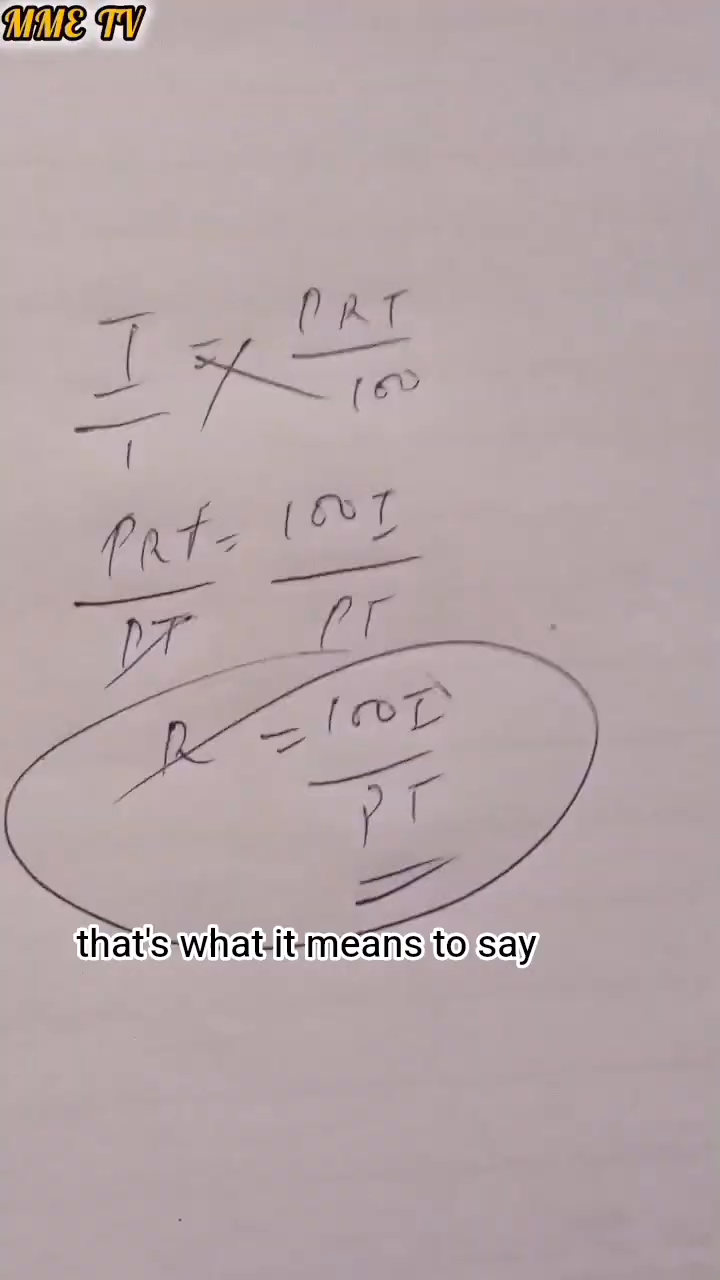 MME TV
I/1 = PRT/100
PRT/PT = 100I/PT
R = 100I/PT
that's what it means to say